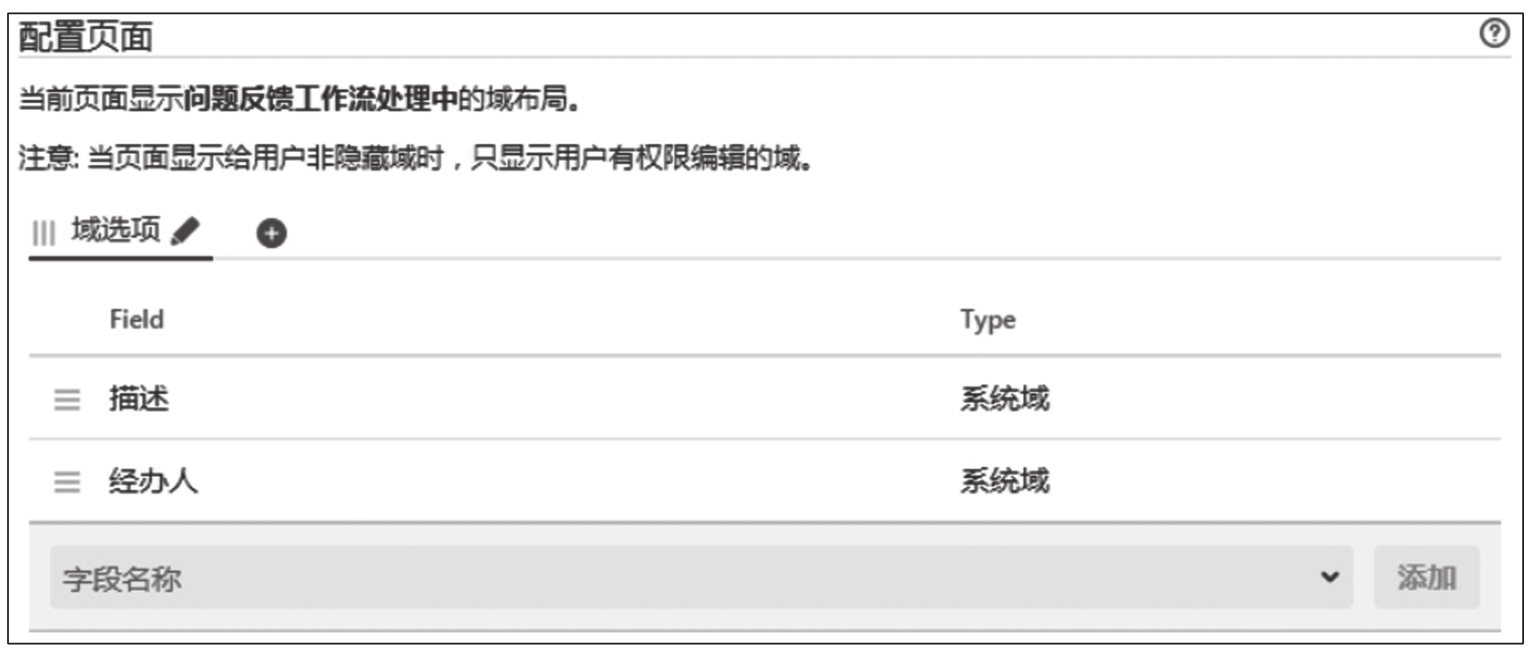 配置页面
当前页面显示问题反馈工作流处理中的域布局。
注意: 当页面显示给用户非隐藏域时，只显示用户有权限编辑的域。
域选项
Field Type
描述 系统域
经办人 系统域
字段名称 添加